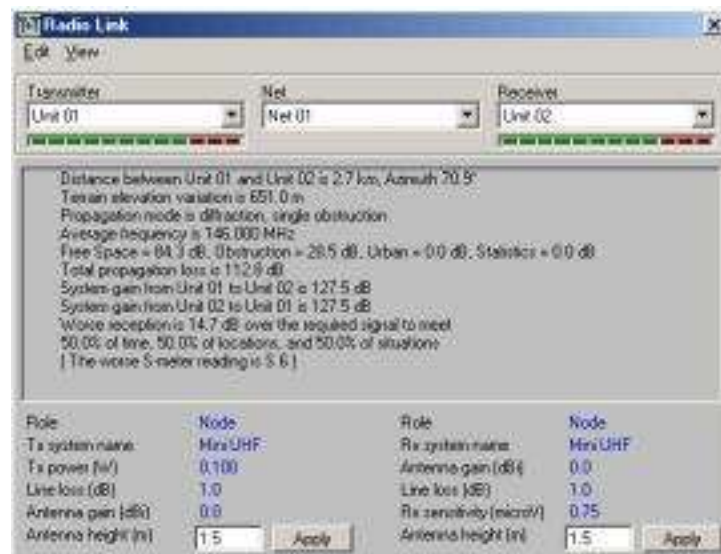 Radio Link
Edit View
Transmitter Net Receiver
Unit 01 Net 01 Unit 02
Distance between Unit 01 and Unit 02 is 2.7 km, Azimuth 70.9°
Terrain elevation variation is 651.0 m
Propagation mode is diffraction, single obstruction
Average frequency is 146.000 MHz
Free Space = 84.3 dB, Obstruction = 28.5 dB, Urban = 0.0 dB, Statistics = 0.0 dB
Total propagation loss is 112.8 dB
System gain from Unit 01 to Unit 02 is 127.5 dB
System gain from Unit 02 to Unit 01 is 127.5 dB
Worse reception is 14.7 dB over the required signal to meet
50.0% of time, 50.0% of locations, and 50.0% of situations
( The worse S-meter reading is S 6 )
Role Node Role Node
Tx system name Mini UHF Rx system name Mini UHF
Tx power (W) 0.100 Antenna gain (dBi) 0.0
Line loss (dB) 1.0 Line loss (dB) 1.0
Antenna gain (dBi) 0.0 Rx sensitivity (microV) 0.75
Antenna height (m) 1.5 Apply Antenna height (m) 1.5 Apply